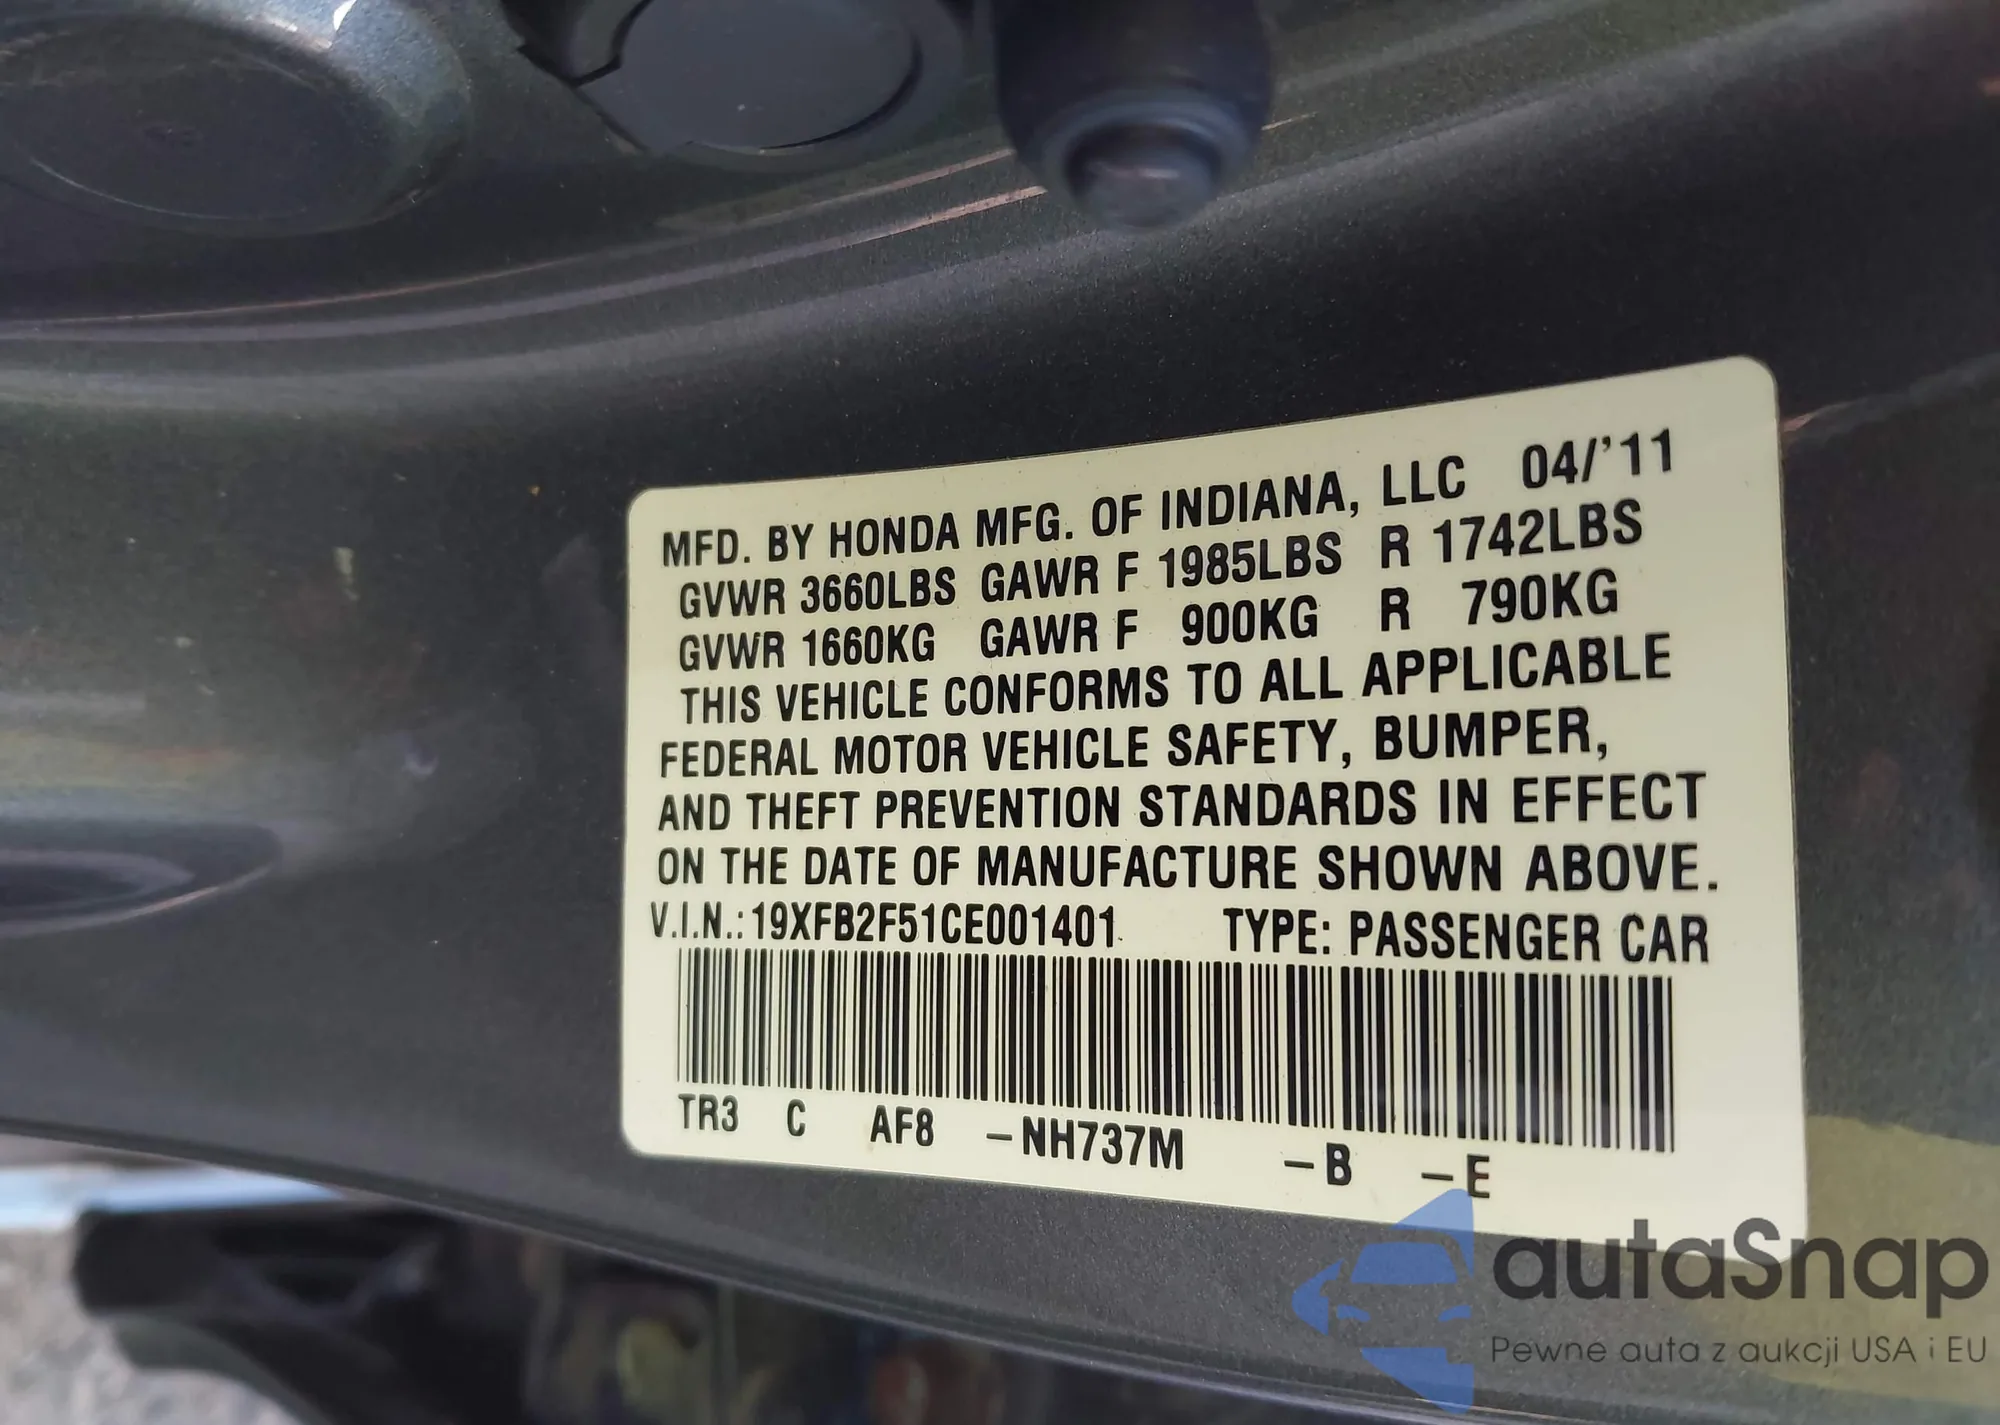 MFD. BY HONDA MFG. OF INDIANA, LLC 04/'11
GVWR 3660LBS GAWR F 1985LBS R 1742LBS
GVWR 1660KG GAWR F 900KG R 790KG
THIS VEHICLE CONFORMS TO ALL APPLICABLE
FEDERAL MOTOR VEHICLE SAFETY, BUMPER,
AND THEFT PREVENTION STANDARDS IN EFFECT
ON THE DATE OF MANUFACTURE SHOWN ABOVE.
V.I.N.: 19XFB2F51CE001401 TYPE: PASSENGER CAR
TR3 C AF8 –NH737M –B –E
autaSnap
Pewne auta z aukcji USA i EU